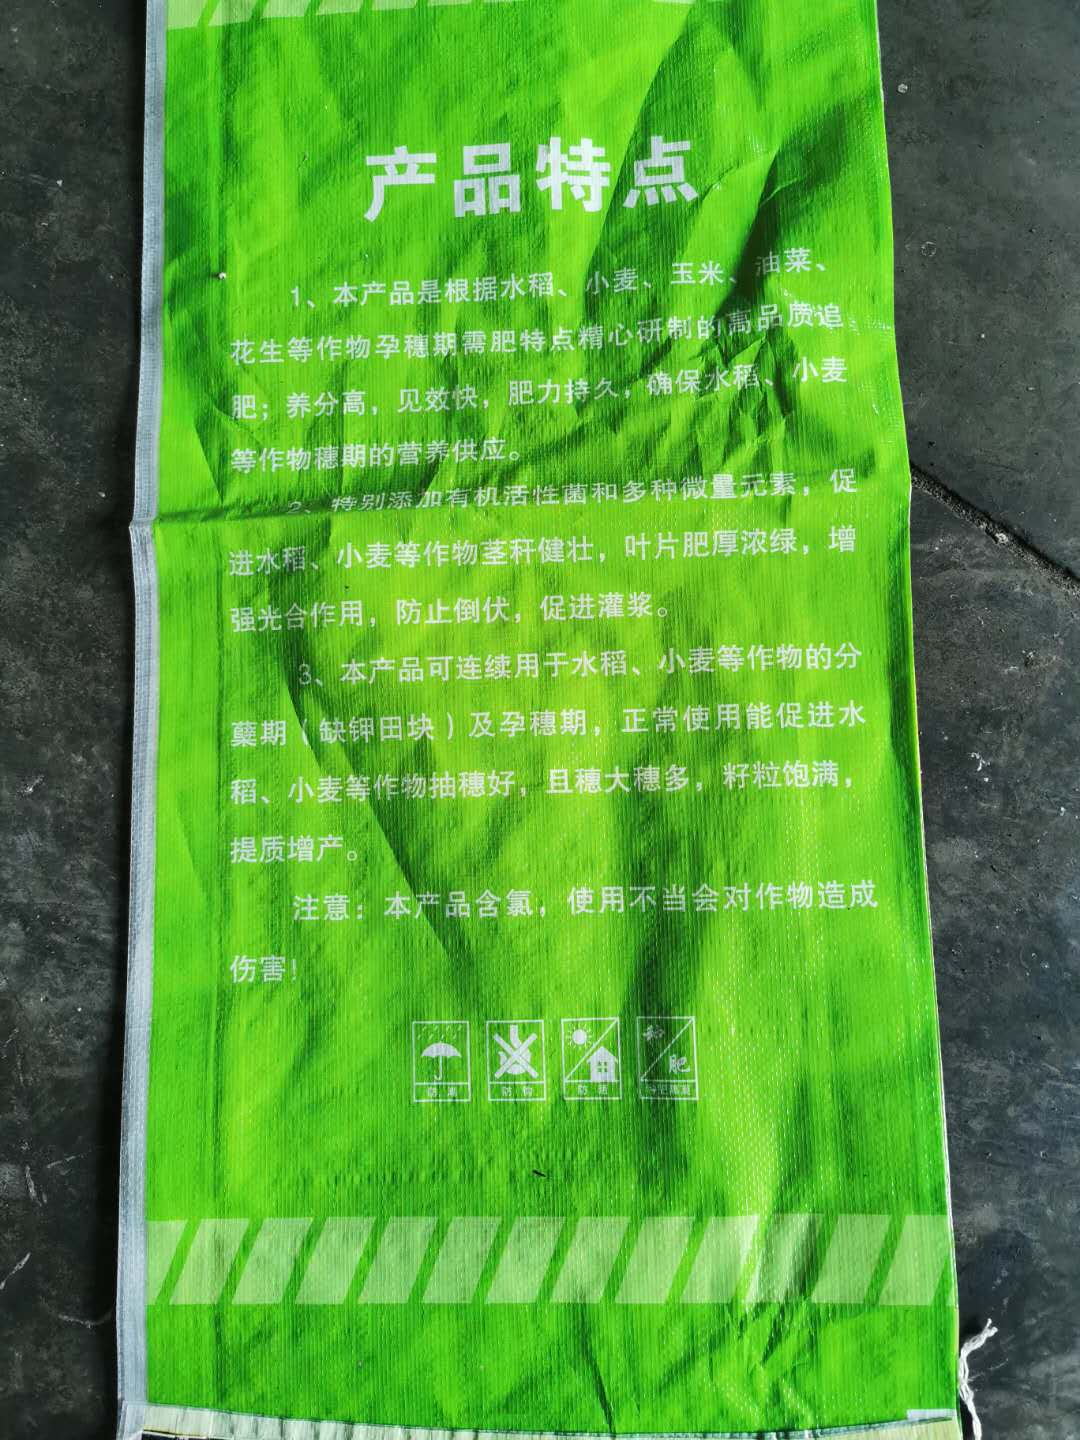 产品特点
1、本产品是根据水稻、小麦、玉米、油菜、
花生等作物孕穗期需肥特点精心研制的高品质追
肥；养分高，见效快，肥力持久，确保水稻、小麦
等作物穗期的营养供应。
2、特别添加有机活性菌和多种微量元素，促
进水稻、小麦等作物茎秆健壮，叶片肥厚浓绿，增
强光合作用，防止倒伏，促进灌浆。
3、本产品可连续用于水稻、小麦等作物的分
蘖期（缺钾田块）及孕穗期，正常使用能促进水
稻、小麦等作物抽穗好，且穗大穗多，籽粒饱满，
提质增产。
注意：本产品含氯，使用不当会对作物造成
伤害！
种
肥
防潮 防钩 防晒